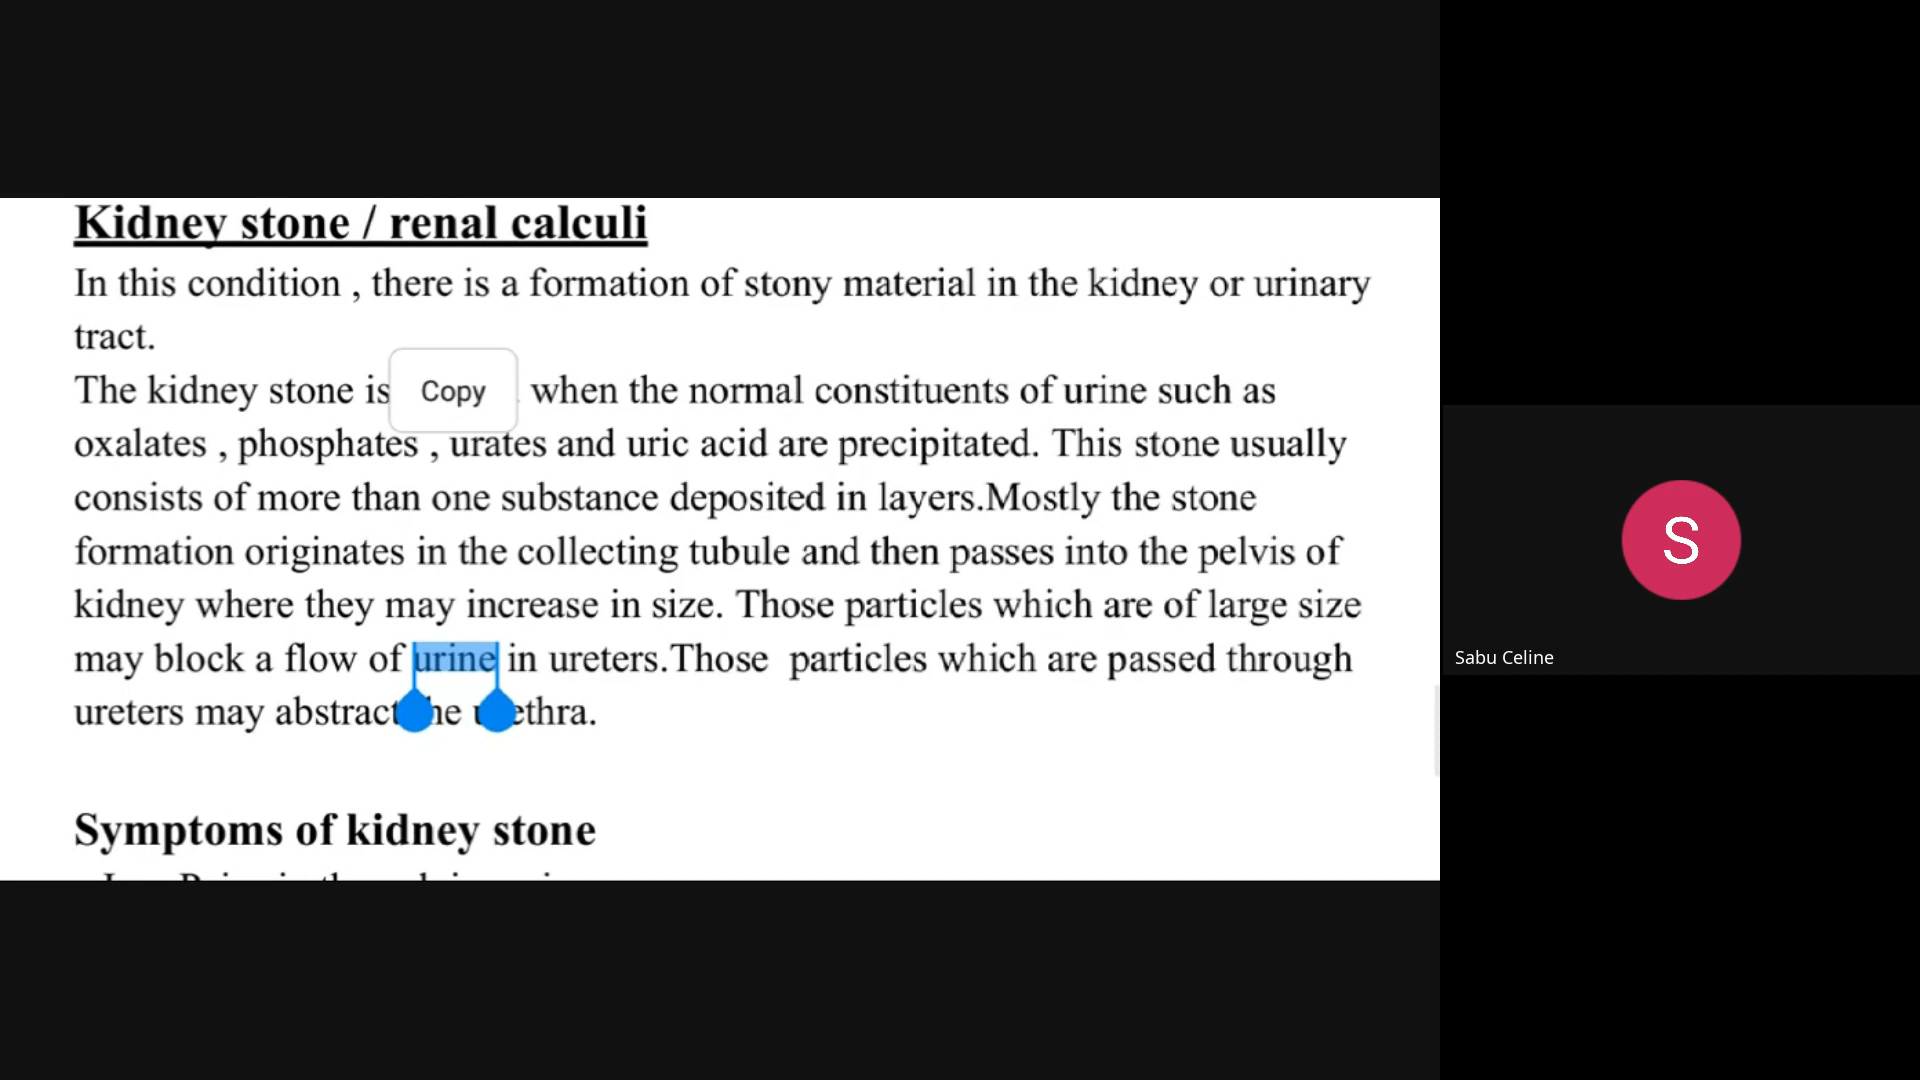 Kidney stone / renal calculi
In this condition , there is a formation of stony material in the kidney or urinary
tract.
The kidney stone is Copy when the normal constituents of urine such as
oxalates , phosphates , urates and uric acid are precipitated. This stone usually
consists of more than one substance deposited in layers.Mostly the stone
formation originates in the collecting tubule and then passes into the pelvis of
kidney where they may increase in size. Those particles which are of large size
may block a flow of urine in ureters.Those particles which are passed through
ureters may abstract the urethra.
Symptoms of kidney stone
S
Sabu Celine